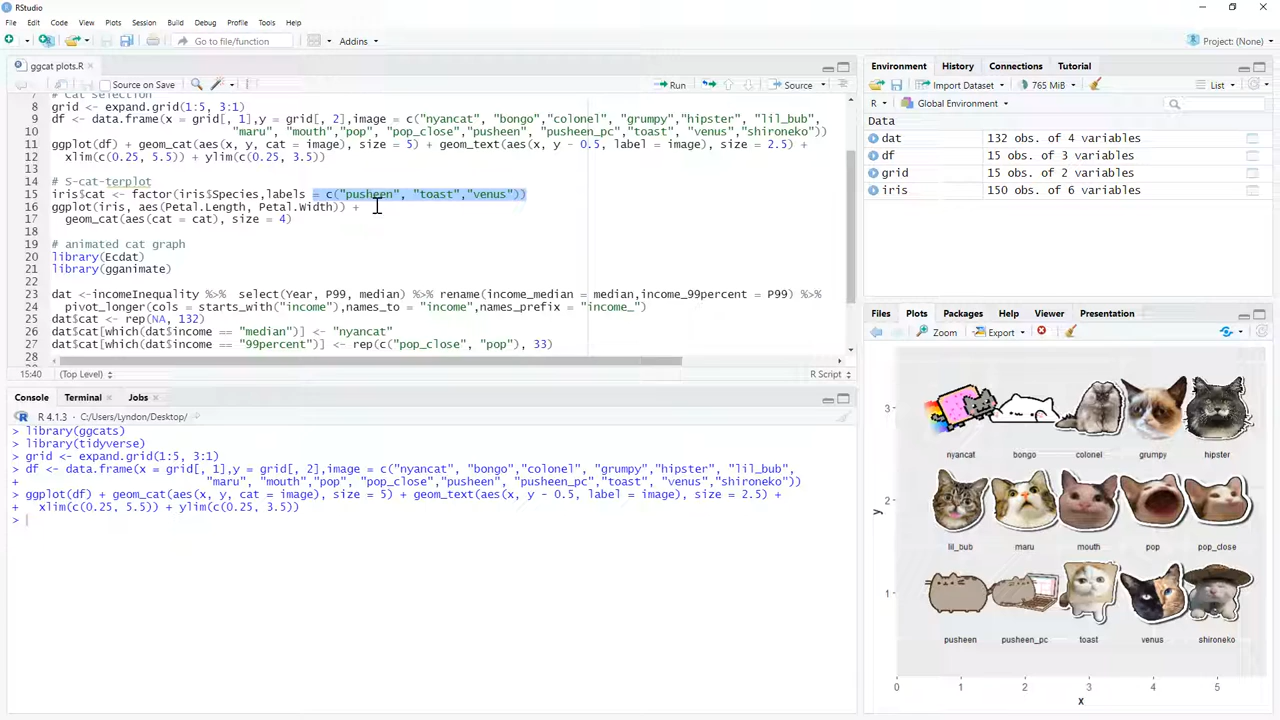 RStudio
File Edit Code View Plots Session Build Debug Profile Tools Help
Go to file/function Addins Project: (None)
ggcat plots.R
Source on Save Run Source
7 # Cat selection
8 grid <- expand.grid(1:5, 3:1)
9 df <- data.frame(x = grid[, 1],y = grid[, 2],image = c("nyancat", "bongo","colonel", "grumpy","hipster", "lil_bub",
10 "maru", "mouth","pop", "pop_close","pusheen", "pusheen_pc","toast", "venus","shironeko"))
11 ggplot(df) + geom_cat(aes(x, y, cat = image), size = 5) + geom_text(aes(x, y - 0.5, label = image), size = 2.5) +
12 xlim(c(0.25, 5.5)) + ylim(c(0.25, 3.5))
13
14 # S-cat-terplot
15 iris$cat <- factor(iris$Species,labels = c("pusheen", "toast","venus"))
16 ggplot(iris, aes(Petal.Length, Petal.Width)) +
17 geom_cat(aes(cat = cat), size = 4)
18
19 # animated cat graph
20 library(Ecdat)
21 library(gganimate)
22
23 dat <-incomeInequality %>% select(Year, P99, median) %>% rename(income_median = median,income_99percent = P99) %>%
24 pivot_longer(cols = starts_with("income"),names_to = "income",names_prefix = "income_")
25 dat$cat <- rep(NA, 132)
26 dat$cat[which(dat$income == "median")] <- "nyancat"
27 dat$cat[which(dat$income == "99percent")] <- rep(c("pop_close", "pop"), 33)
28
15:40 (Top Level) R Script
Console Terminal Jobs
R 4.1.3 · C:/Users/Lyndon/Desktop/
> library(ggcats)
> library(tidyverse)
> grid <- expand.grid(1:5, 3:1)
> df <- data.frame(x = grid[, 1],y = grid[, 2],image = c("nyancat", "bongo","colonel", "grumpy","hipster", "lil_bub",
+ "maru", "mouth","pop", "pop_close","pusheen", "pusheen_pc","toast", "venus","shironeko"))
> ggplot(df) + geom_cat(aes(x, y, cat = image), size = 5) + geom_text(aes(x, y - 0.5, label = image), size = 2.5) +
+ xlim(c(0.25, 5.5)) + ylim(c(0.25, 3.5))
>
Environment History Connections Tutorial
Import Dataset 765 MiB List
R Global Environment
Data
dat 132 obs. of 4 variables
df 15 obs. of 3 variables
grid 15 obs. of 2 variables
iris 150 obs. of 6 variables
Files Plots Packages Help Viewer Presentation
Zoom Export
3
nyancat bongo colonel grumpy hipster
y
2
lil_bub maru mouth pop pop_close
1
pusheen pusheen_pc toast venus shironeko
0 1 2 3 4 5
x